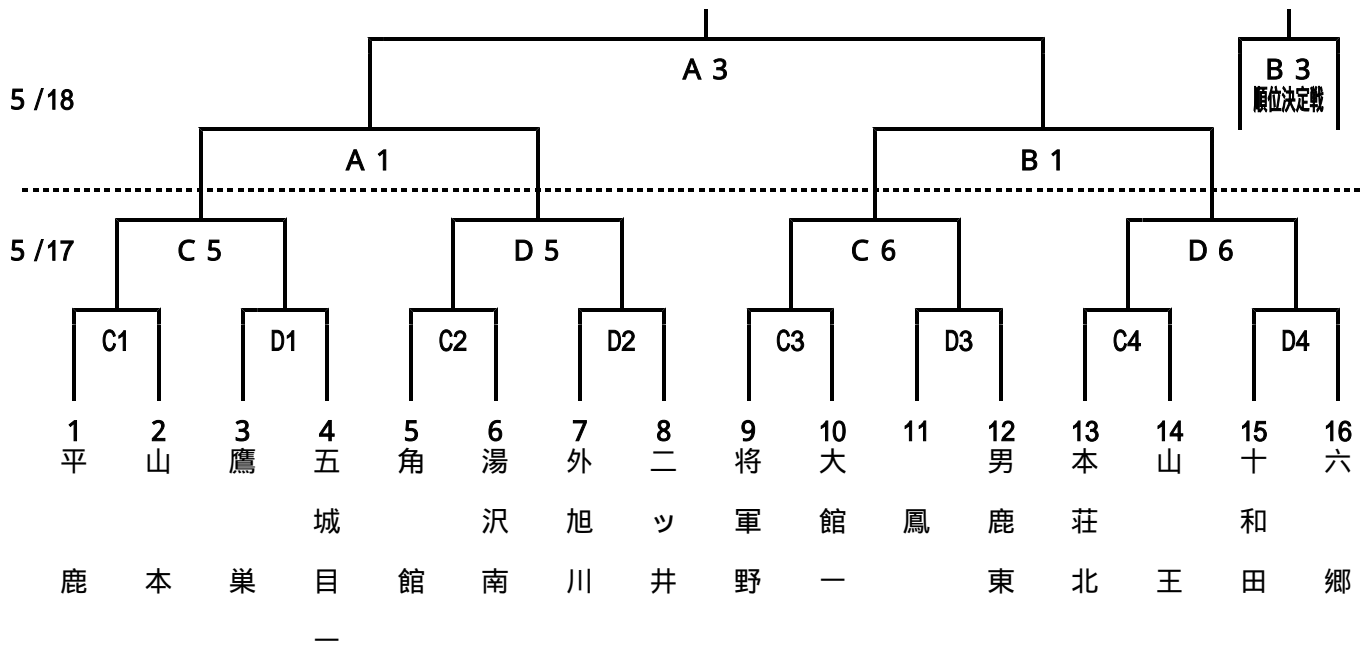 A 3
B 3
5 /18
順位決定戦
A 1
B 1
5 /17
C 5
D 5
C 6
D 6
C1
D1
C2
D2
C3
D3
C4
D4
1 2 3 4 5 6 7 8 9 10 11 12 13 14 15 16
平鹿
山本
鷹巣
五城目一
角館
湯沢南
外旭川
二ッ井
将軍野
大館一
鳳
男鹿東
本荘北
山王
十和田
六郷